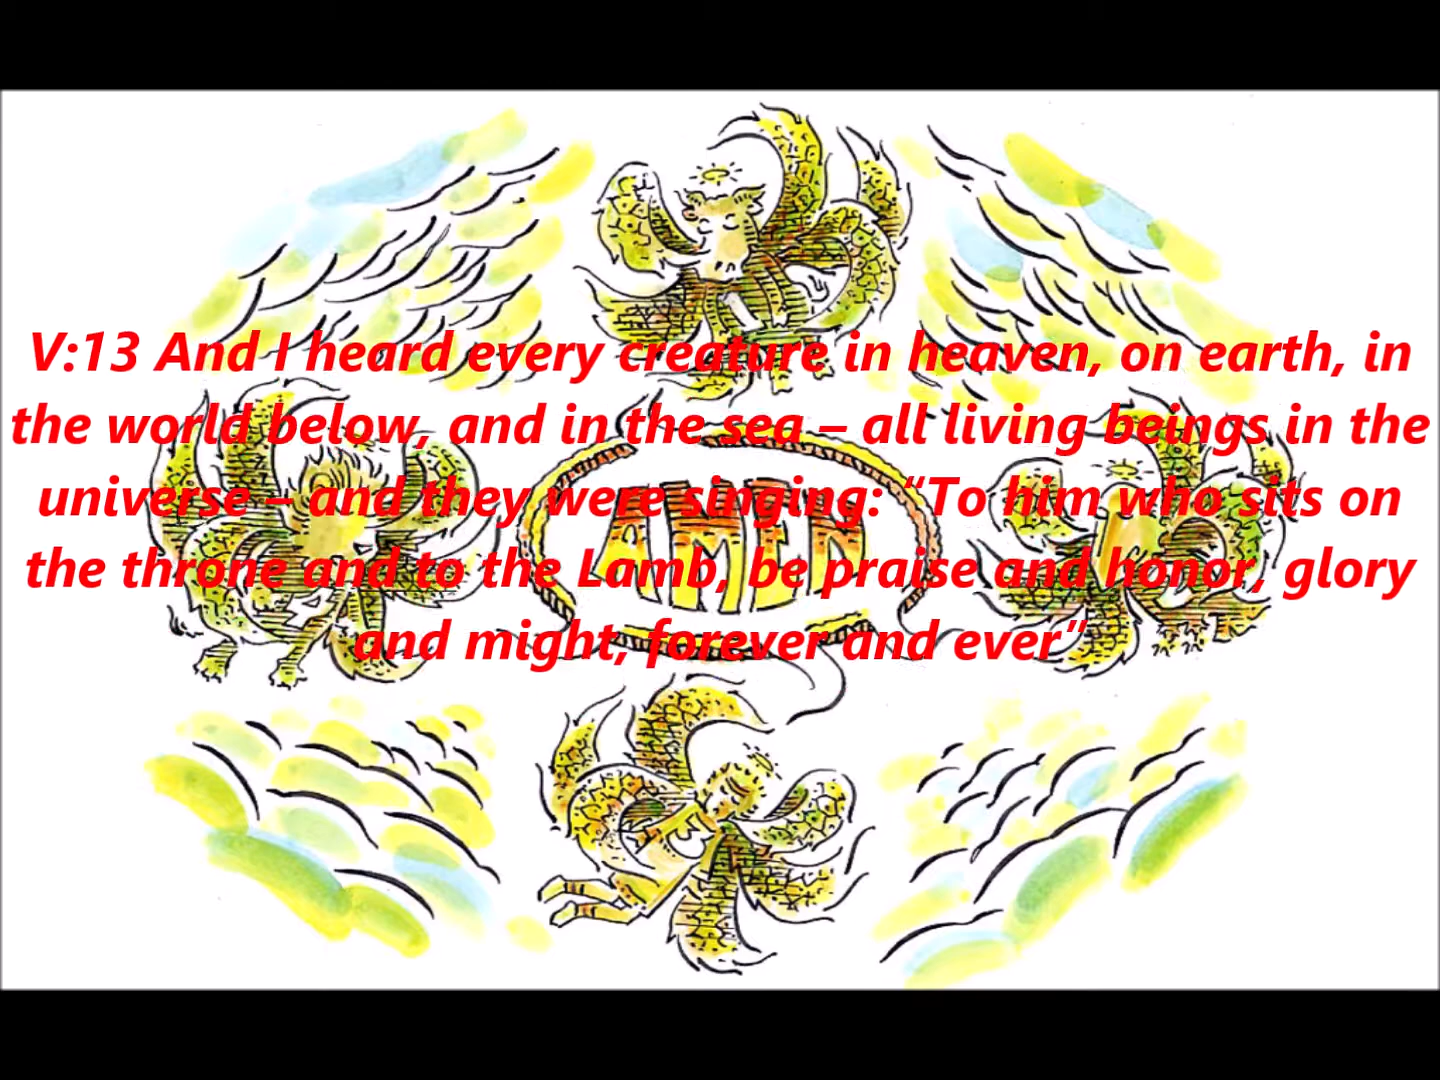 V:13 And I heard every creature in heaven, on earth, in
the world below, and in the sea – all living beings in the
universe – and they were singing: “To him who sits on
the throne and to the Lamb, be praise and honor, glory
and might, forever and ever”
AMEN